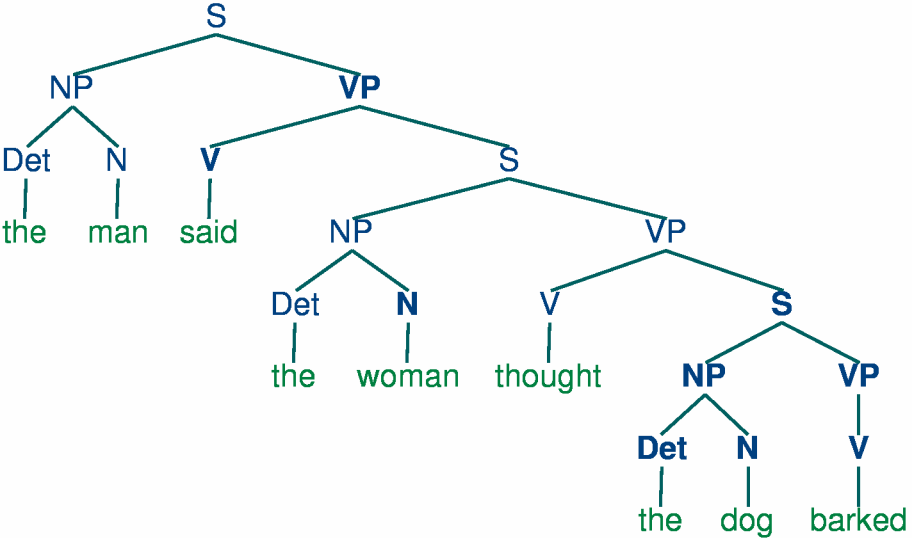 S
NP VP
Det N V S
the man said NP VP
Det N V S
the woman thought NP VP
Det N V
the dog barked